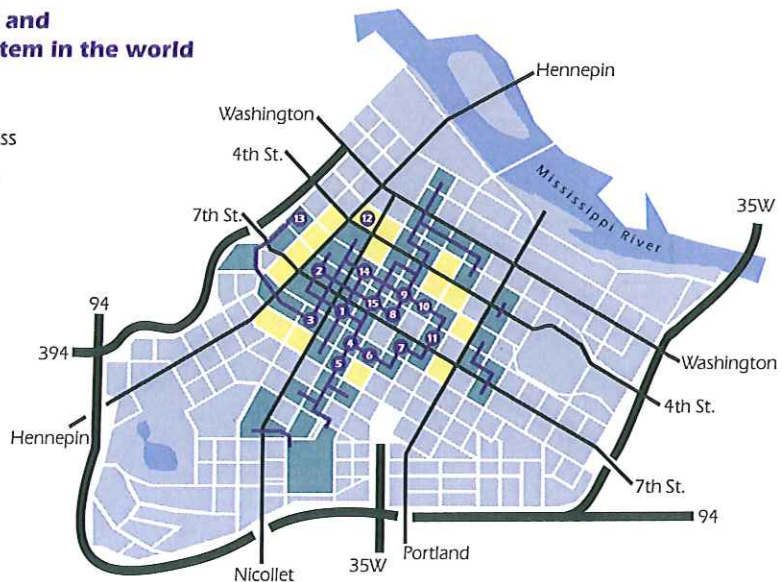 and
tem in the world
ss
Hennepin
Washington
4th St.
7th St.
Mississippi River
35W
13
12
2
14
9
10
15
1
8
3
4
7
11
5
6
94
394
Washington
4th St.
Hennepin
7th St.
94
35W
Portland
Nicollet